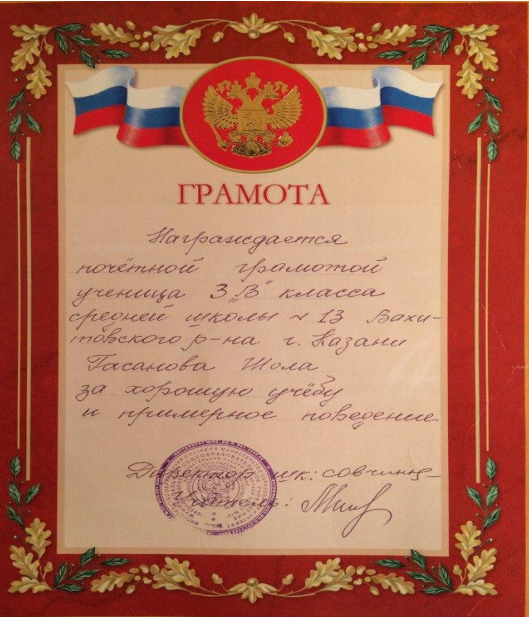 ГРАМОТА
Награждается
почётной грамотой
ученица 3 „В" класса
средней школы № 13 Вахи-
товского р-на г. Казани
Гасанова Шола
за хорошую учёбу
и примерное поведение.
Директор шк:
Учитель: